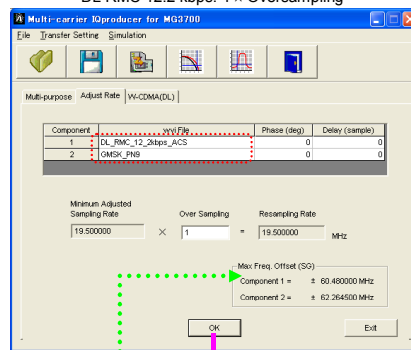 DL RMC 12.2 kbps: 1× Oversampling
Multi-carrier IQproducer for MG3700
File Transfer Setting Simulation
Multi-purpose Adjust Rate W-CDMA(DL)
Component wvi File Phase (deg) Delay (sample)
1 DL_RMC_12_2kbps_ACS 0 0
2 GMSK_PN9 0 0
Minimum Adjusted
Sampling Rate Over Sampling Resampling Rate
19.500000 × 1 = 19.500000 MHz
Max Freq. Offset (SG)
Component 1 = ± 60.480000 MHz
Component 2 = ± 62.264500 MHz
OK Exit